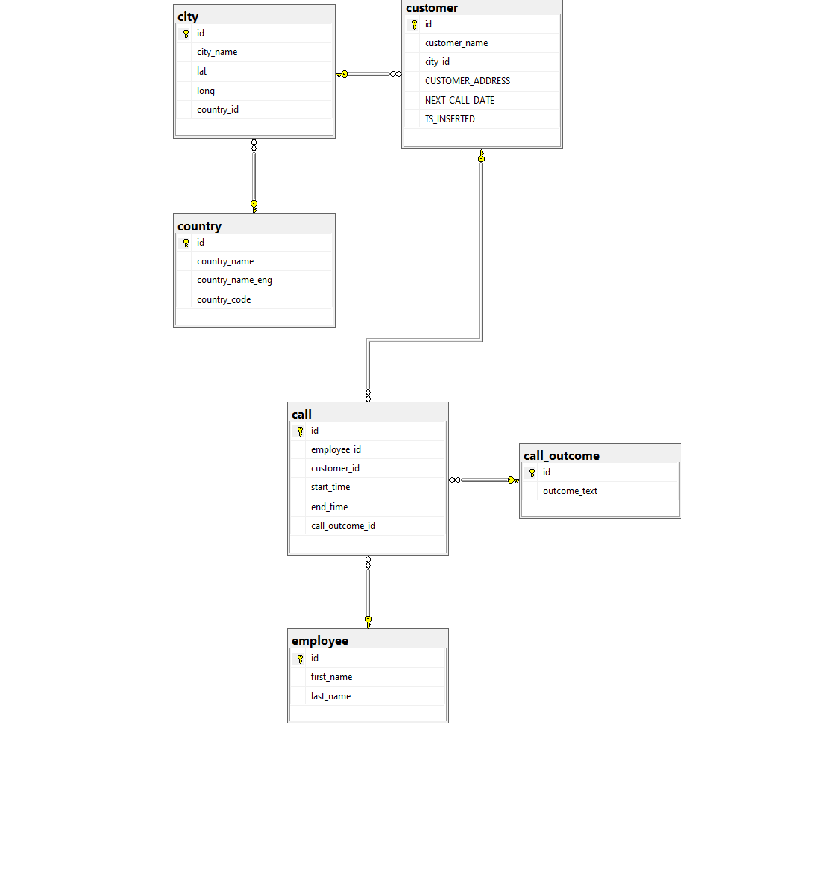 city
id
city_name
lat
long
country_id
customer
id
customer_name
city_id
CUSTOMER_ADDRESS
NEXT_CALL_DATE
TS_INSERTED
country
id
country_name
country_name_eng
country_code
call
id
employee_id
customer_id
start_time
end_time
call_outcome_id
call_outcome
id
outcome_text
employee
id
first_name
last_name